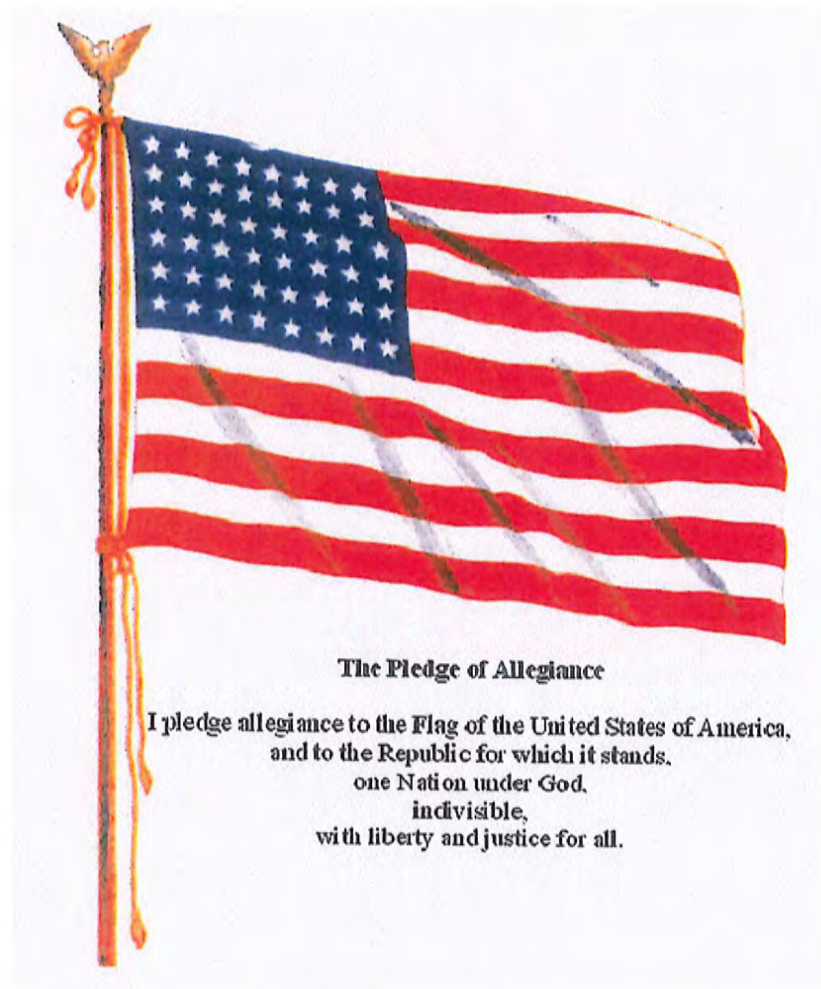 The Pledge of Allegiance
I pledge allegiance to the Flag of the United States of America,
and to the Republic for which it stands,
one Nation under God,
indivisible,
with liberty and justice for all.